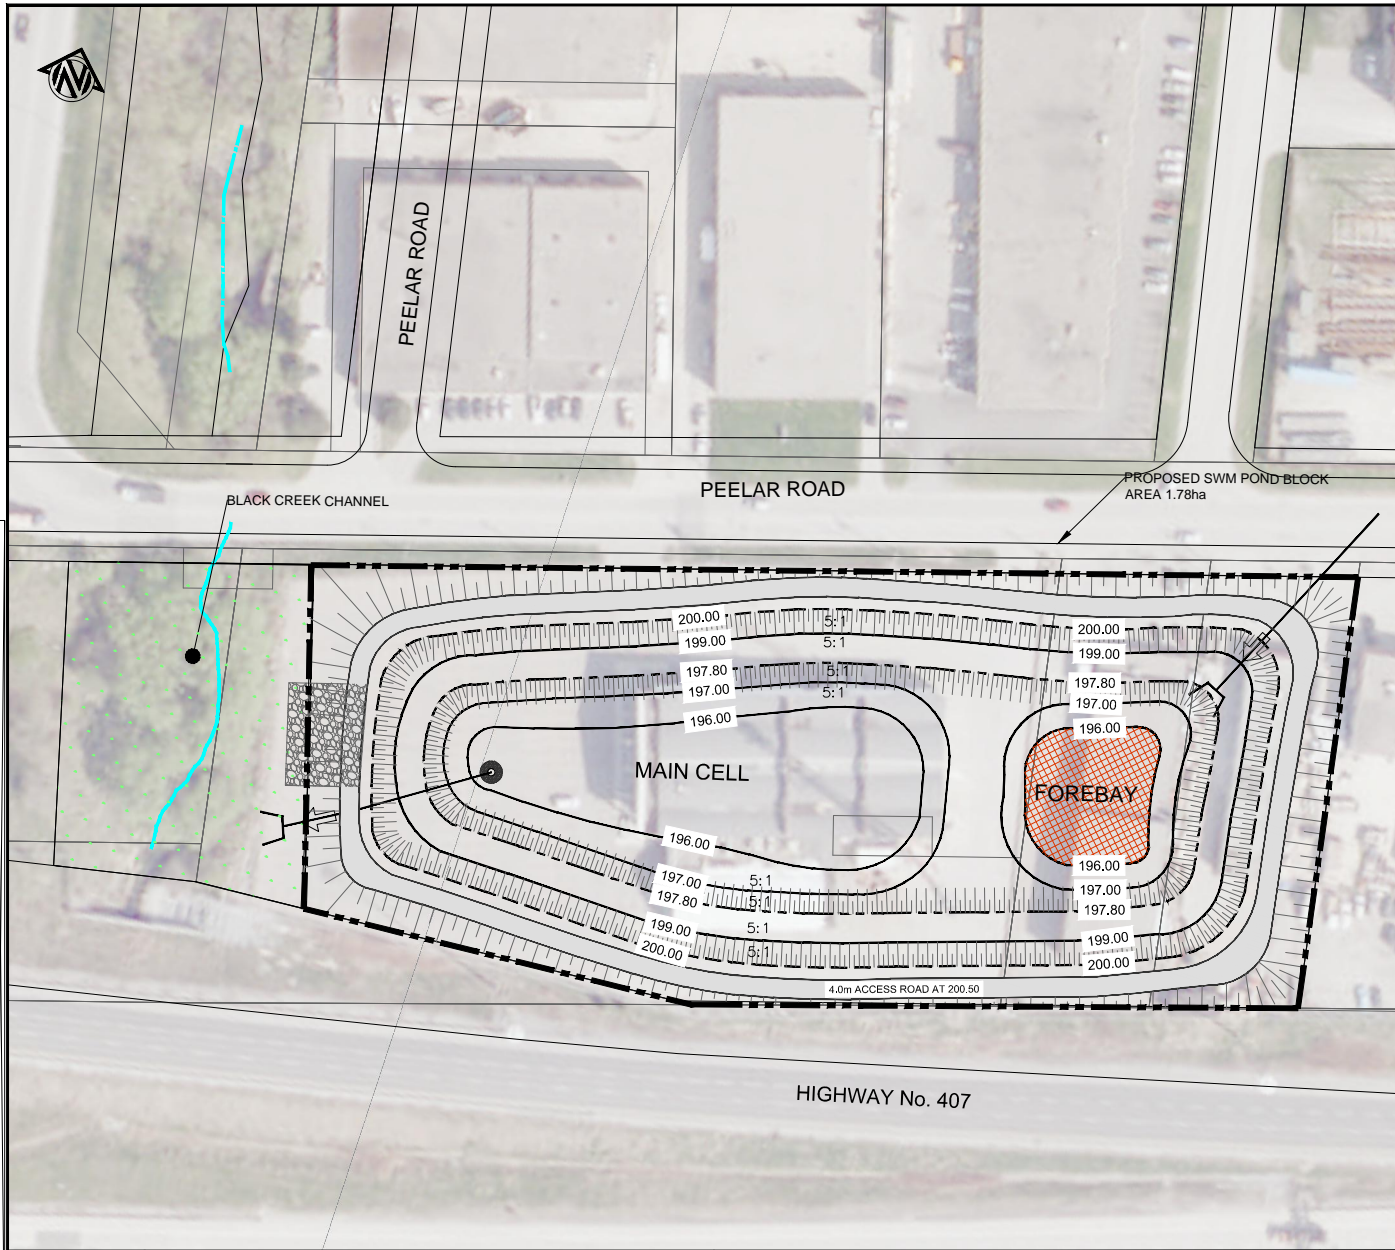 N
PEELAR ROAD
PEELAR ROAD
PROPOSED SWM POND BLOCK
AREA 1.78ha
BLACK CREEK CHANNEL
200.00
5:1
200.00
199.00
5:1
199.00
197.80
5:1
197.80
197.00
5:1
197.00
196.00
196.00
MAIN CELL
FOREBAY
196.00
196.00
197.00
5:1
197.00
197.80
5:1
197.80
199.00
5:1
199.00
200.00
5:1
200.00
4.0m ACCESS ROAD AT 200.50
HIGHWAY No. 407